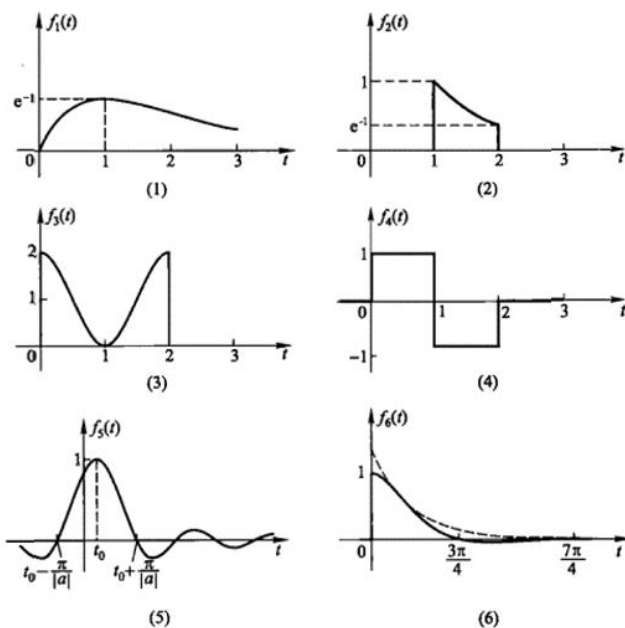 f₁(t)
e⁻¹
0 1 2 3 t
(1)
f₂(t)
1
e⁻¹
0 1 2 3 t
(2)
f₃(t)
2
1
0 1 2 3 t
(3)
f₄(t)
1
0 1 2 3 t
-1
(4)
f₅(t)
1
t₀ t
t₀-π/|a| t₀+π/|a|
(5)
f₆(t)
1
0 3π/4 7π/4 t
(6)